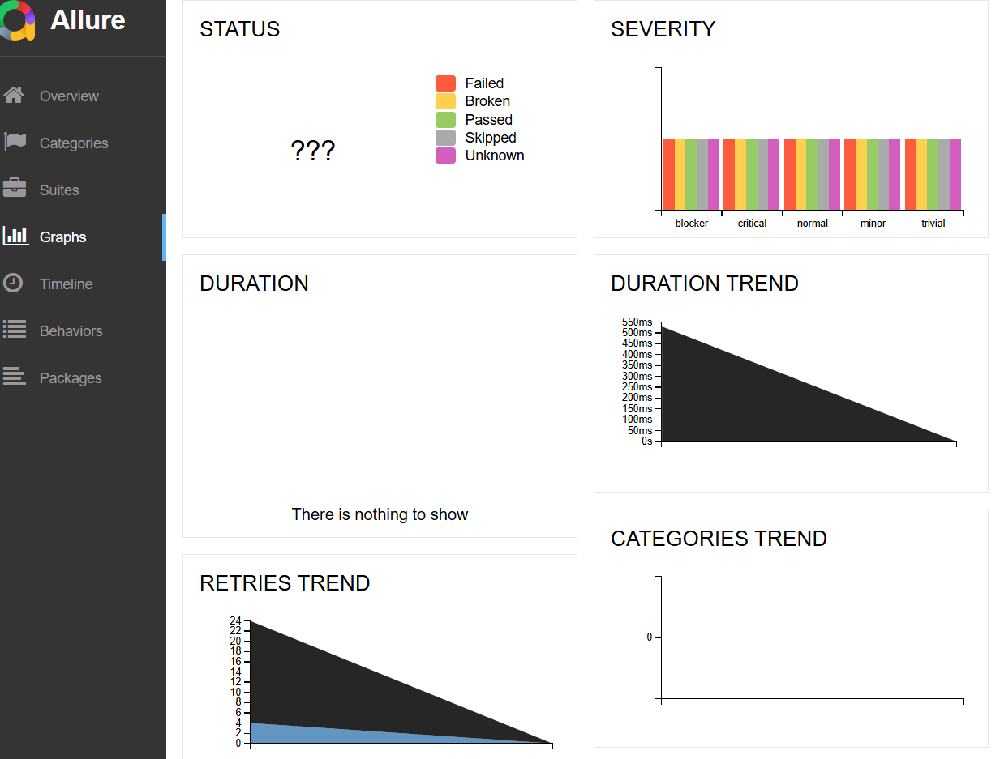 Allure
Overview
Categories
Suites
Graphs
Timeline
Behaviors
Packages
STATUS
???
Failed
Broken
Passed
Skipped
Unknown
SEVERITY
blocker critical normal minor trivial
DURATION
There is nothing to show
DURATION TREND
550ms
500ms
450ms
400ms
350ms
300ms
250ms
200ms
150ms
100ms
50ms
0s
RETRIES TREND
24
22
20
18
16
14
12
10
8
6
4
2
0
CATEGORIES TREND
0